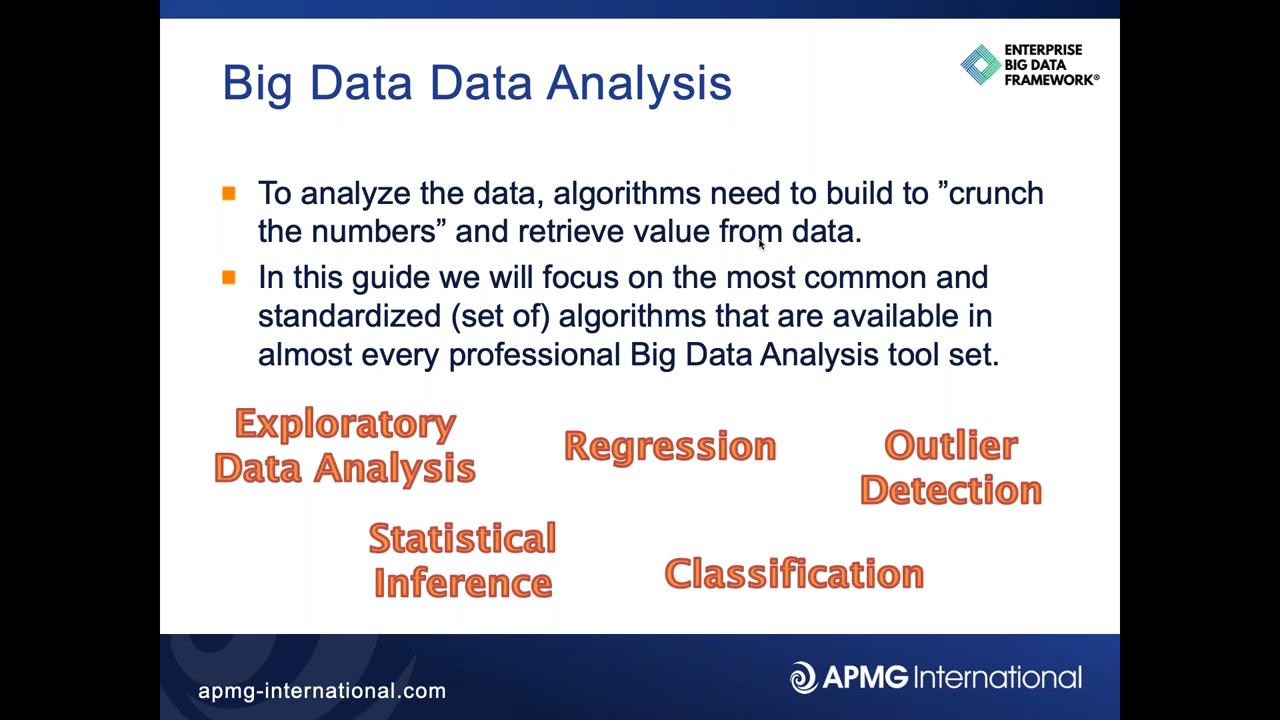 Big Data Data Analysis
ENTERPRISE
BIG DATA
FRAMEWORK®
To analyze the data, algorithms need to build to ”crunch
the numbers” and retrieve value from data.
In this guide we will focus on the most common and
standardized (set of) algorithms that are available in
almost every professional Big Data Analysis tool set.
Exploratory
Data Analysis
Regression
Outlier
Detection
Statistical
Inference
Classification
apmg-international.com
APMG International